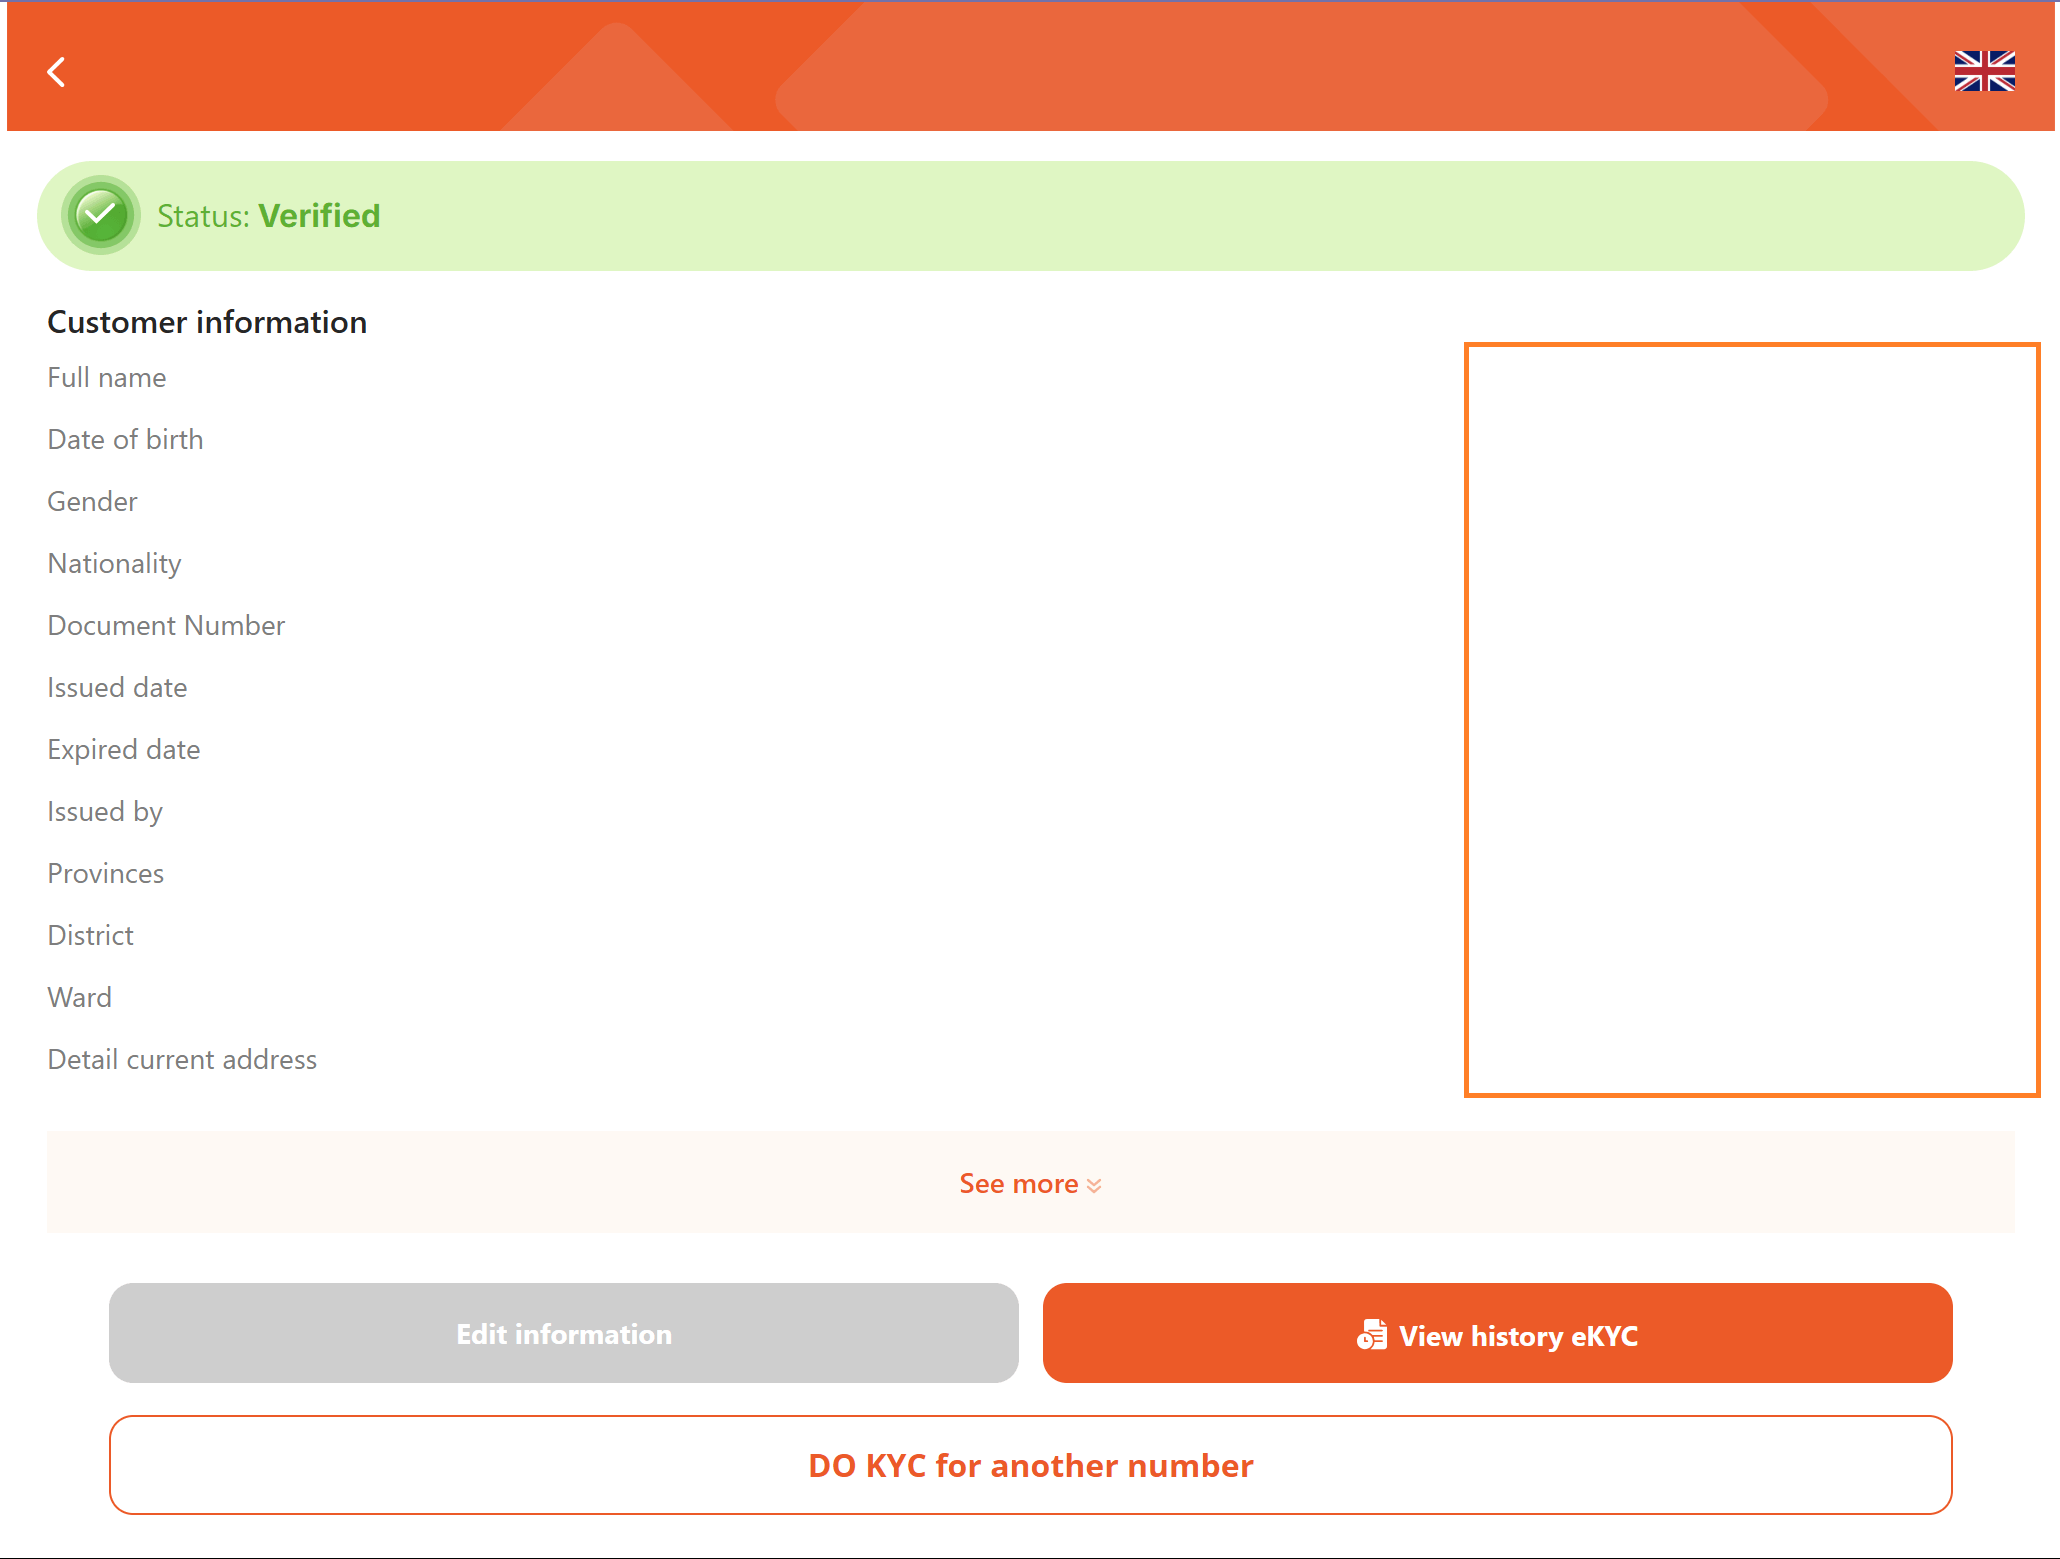 Status: Verified
Customer information
Full name
Date of birth
Gender
Nationality
Document Number
Issued date
Expired date
Issued by
Provinces
District
Ward
Detail current address
See more
Edit information
View history eKYC
DO KYC for another number